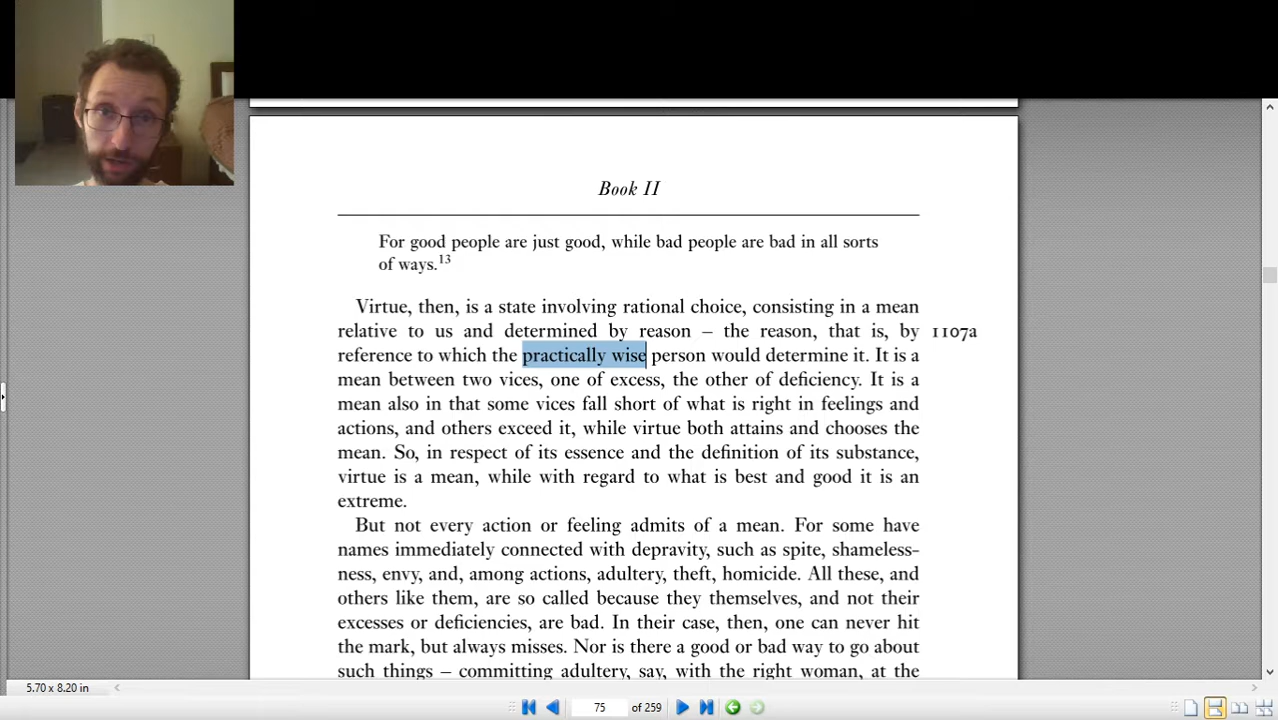 Book II
For good people are just good, while bad people are bad in all sorts
of ways.13
Virtue, then, is a state involving rational choice, consisting in a mean
relative to us and determined by reason – the reason, that is, by 1107a
reference to which the practically wise person would determine it. It is a
mean between two vices, one of excess, the other of deficiency. It is a
mean also in that some vices fall short of what is right in feelings and
actions, and others exceed it, while virtue both attains and chooses the
mean. So, in respect of its essence and the definition of its substance,
virtue is a mean, while with regard to what is best and good it is an
extreme.
But not every action or feeling admits of a mean. For some have
names immediately connected with depravity, such as spite, shameless-
ness, envy, and, among actions, adultery, theft, homicide. All these, and
others like them, are so called because they themselves, and not their
excesses or deficiencies, are bad. In their case, then, one can never hit
the mark, but always misses. Nor is there a good or bad way to go about
such things – committing adultery, say, with the right woman, at the
5.70 x 8.20 in
75 of 259